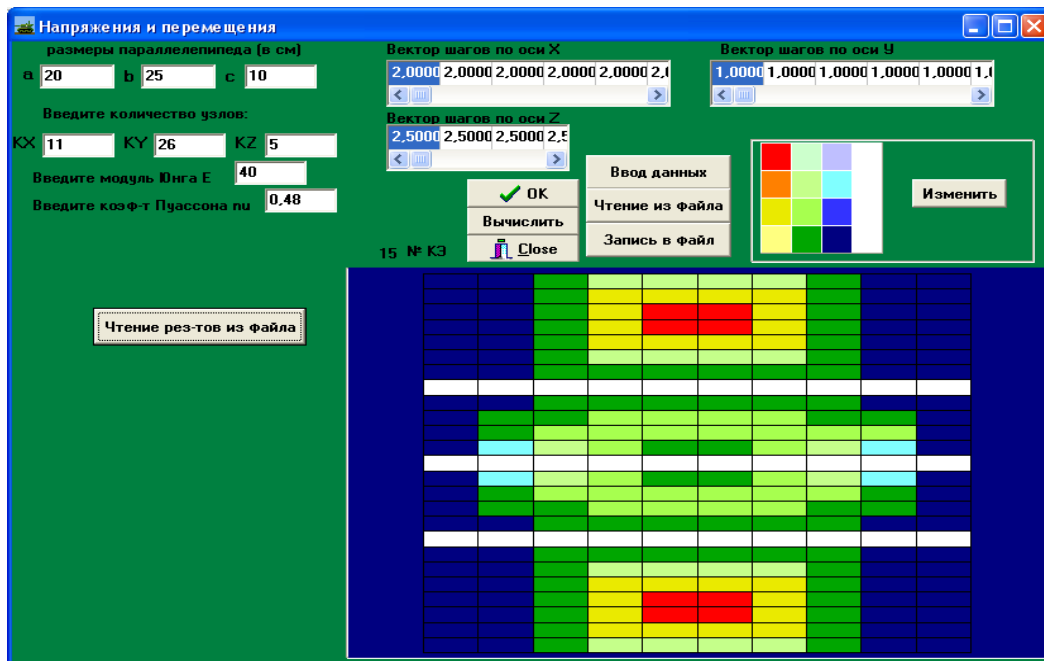 Напряжения и перемещения
размеры параллелепипеда (в см)
a 20 b 25 c 10
Введите количество узлов:
KX 11 KY 26 KZ 5
Введите модуль Юнга E 40
Введите коэф-т Пуассона nu 0,48
Вектор шагов по оси X
2,0000 2,0000 2,0000 2,0000 2,0000 2,(
Вектор шагов по оси У
1,0000 1,0000 1,0000 1,0000 1,0000 1,(
Вектор шагов по оси Z
2,5000 2,5000 2,5000 2,5
OK
Вычислить
Close
15 № КЭ
Ввод данных
Чтение из файла
Запись в файл
Изменить
Чтение рез-тов из файла